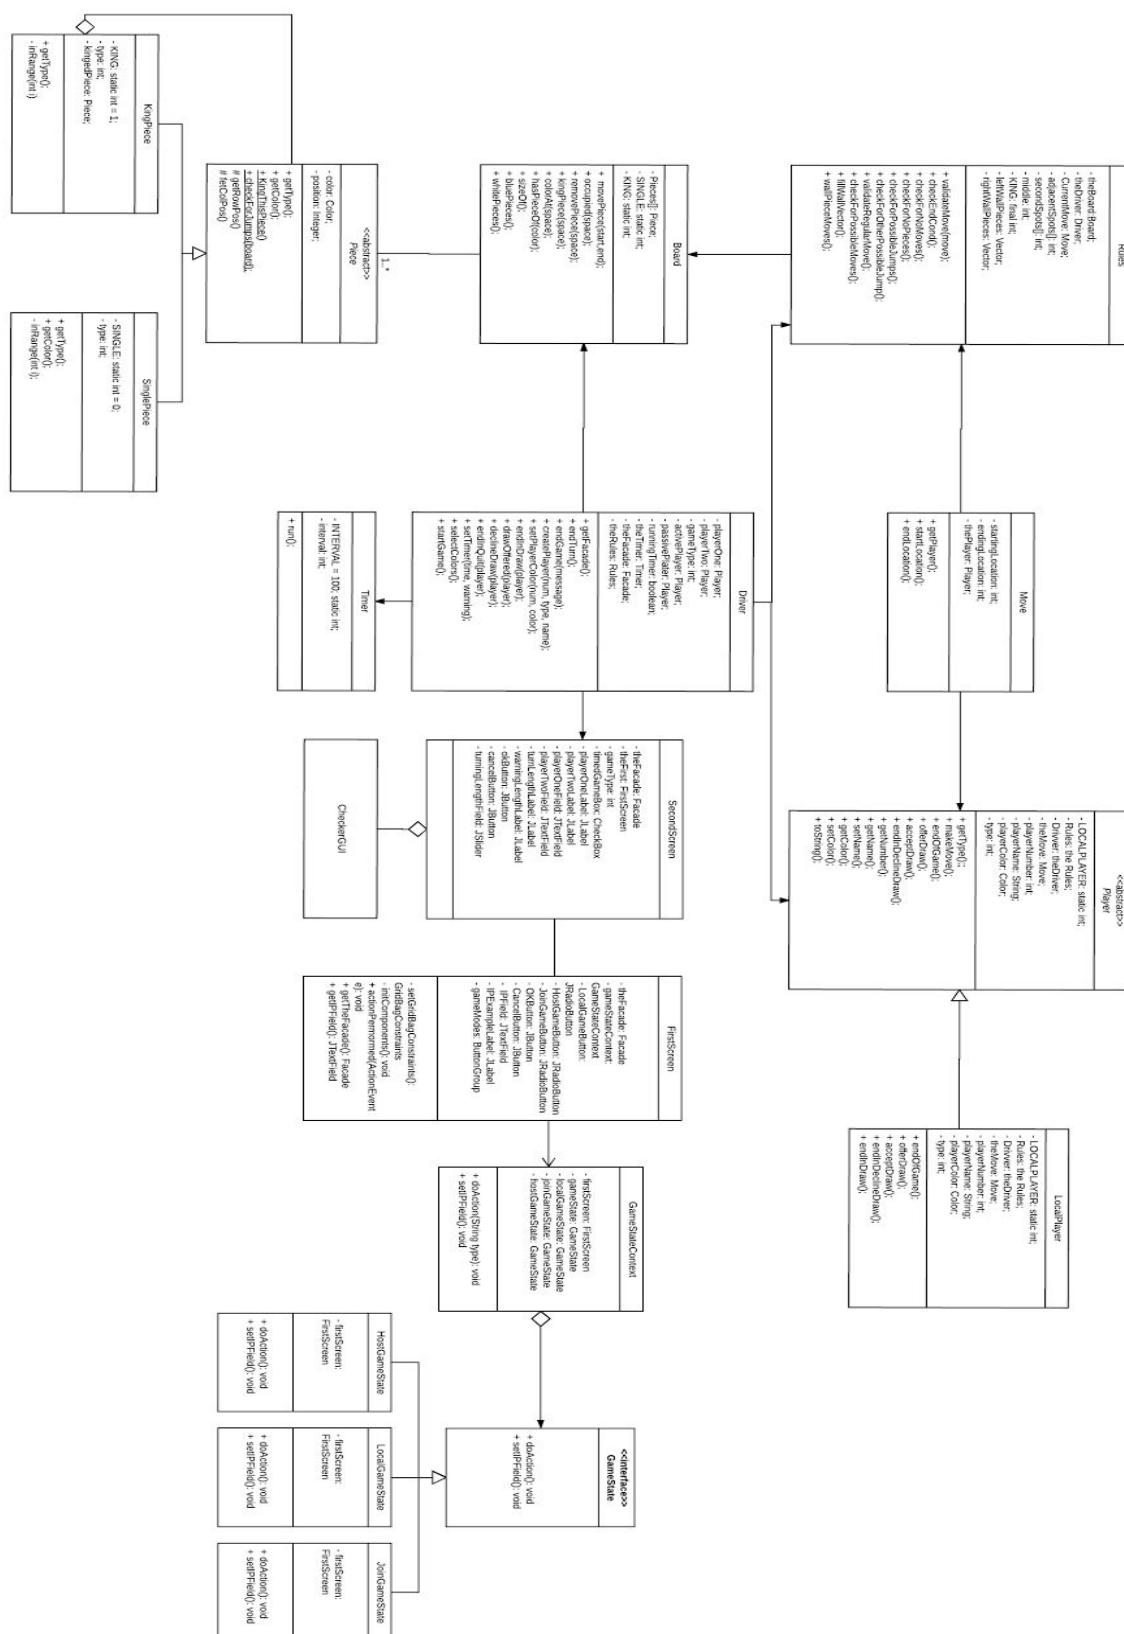 Rules
- theBoard: Board;
- theDriver: Driver;
- CurrentMove: Move;
- adjacentSpots[]: int;
- secondSpots[]: int;
- middle: int;
- KING: final int;
- leftWallPieces: Vector;
- rightWallPieces: Vector;
+ validateMove(move);
+ checkEndCond();
+ checkForNoMoves();
+ checkForNoPieces();
+ checkForPossibleJumps();
+ checkForOtherPossibleJump();
+ validateRegularMove();
+ checkForPossibleMoves();
+ fillWallVector();
+ wallPieceMoves();
Move
- startingLocation: int;
- endingLocation: int;
- thePlayer: Player;
+ getPlayer();
+ startLocation();
+ endLocation();
<<abstract>>
Player
- LOCALPLAYER: static int;
- Rules: the Rules;
- Driver: theDriver;
- theMove: Move;
- playerNumber: int;
- playerName: String;
- playerColor: Color;
- type: int;
+ getType();;
+ makeMove();
+ endOfGame();
+ offerDraw();
+ acceptDraw();
+ endInDeclineDraw();
+ getNumber();
+ getName();
+ setName();
+ getColor();
+ setColor();
+ toString();
LocalPlayer
- LOCALPLAYER: static int;
- Rules: the Rules;
- Drivver: theDriver;
- theMove: Move;
- playerNumber: int;
- playerName: String;
- playerColor: Color;
- type: int;
+ endOfGame();
+ offerDraw();
+ acceptDraw();
+ endInDeclineDraw();
+ endInDraw();
Board
- Pieces[]: Piece;
- SINGLE: static int;
- KING: static int;
+ movePiece(start,end);
+ occupied(space);
+ removePiece(space);
+ kingPiece(space);
+ colorAt(space);
+ hasPieceOf(color);
+ sizeOf();
+ bluePieces();
+ whitePieces();
Driver
- playerOne: Player;
- playerTwo: Player;
- gameType: int;
- activePlayer: Player;
- passivePlater: Player;
- runningTimer: boolean;
- theTimer: Timer;
- theFacade: Facade;
- theRules: Rules;
+ getFacade();
+ endTurn();
+ endGame(message);
+ createPlayer(num, type, name);
+ setPlayerColor(num, color);
+ endInDraw(player);
+ drawOffered(player);
+ declineDraw(player);
+ endInQuit(player);
+ setTimer(time, warning);
+ selectColors();
+ startGame();
SecondScreen
- theFacade: Facade
- theFirst: FirstScreen
- gameType: int
- timedGameBox: CheckBox
- playerOneLabel: JLabel
- playerTwoLabel: JLabel
- playerOneField: JTextField
- playerTwoField: JTextField
- turnLengthLabel: JLabel
- warningLengthLabel: JLabel
- okButton: JButton
- cancelButton: JButton
- turningLengthField: JSlider
FirstScreen
- theFacade: Facade
- gameStateContext:
GameStateContext
- LocalGameButton:
JRadioButton
- HostGameButton: JRadioButton
- JoinGameButton: JRadioButton
- OKButton: JButton
- CancelButton: JButton
- IPField: JTextField
- IPExampleLabel: JLabel
- gameModes: ButtonGroup
- setGridBagConstraints():
GridBagConstraints
- initComponents(): void
+ actionPermormed(ActionEvent
e): void
+ getTheFacade(): Facade
+ getIPField(): JTextField
GameStateContext
- firstScreen: FirstScreen
- gameState: GameState
- localGameState: GameState
- joinGameState: GameState
- hostGameState: GameState
+ doAction(String type): void
+ setIPField(): void
<<interface>>
GameState
+ doAction(): void
+ setIPField(): void
1..*
<<abstract>>
Piece
- color: Color;
- position: Integer;
+ getType();
+ getColor();
+ KingThisPiece()
+ checkForJumps(board);
# getRowPos()
# fetColPos()
Timer
- INTERVAL = 100; static int;
- interval: int;
+ run();
CheckerGUI
HostGameState
- firstScreen:
FirstScreen
+ doAction(): void
+ setIPField(): void
LocalGameState
- firstScreen:
FirstScreen
+ doAction(): void
+ setIPField(): void
JoinGameState
- firstScreen:
FirstScreen
+ doAction(): void
+ setIPField(): void
KingPiece
- KING: static int = 1;
- type: int;
- kingedPiece: Piece;
+ getType();
- inRange(int i)
SinglePiece
- SINGLE: static int = 0;
- type: int;
+ getType();
+ getColor();
- inRange(int i);